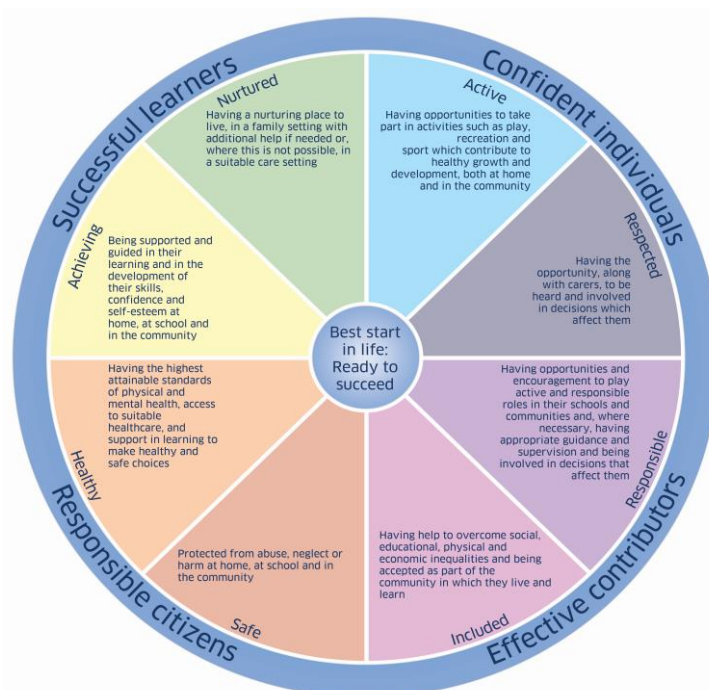 Successful learners
Confident individuals
Nurtured
Having a nurturing place to
live, in a family setting with
additional help if needed or,
where this is not possible, in
a suitable care setting
Active
Having opportunities to take
part in activities such as play,
recreation and
sport which contribute to
healthy growth and
development, both at home
and in the community
Achieving
Being supported and
guided in their
learning and in the
development of
their skills,
confidence and
self-esteem at
home, at school and
in the community
Respected
Having the
opportunity, along
with carers, to be
heard and involved
in decisions which
affect them
Best start
in life:
Ready to
succeed
Healthy
Having the highest
attainable standards
of physical and
mental health, access
to suitable
healthcare, and
support in learning to
make healthy and
safe choices
Responsible
Having opportunities and
encouragement to play
active and responsible
roles in their schools and
communities and, where
necessary, having
appropriate guidance and
supervision and being
involved in decisions that
affect them
Protected from abuse, neglect or
harm at home, at school and in
the community
Safe
Having help to overcome social,
educational, physical and
economic inequalities and being
accepted as part of the
community in which they live and
learn
Included
Responsible citizens
Effective contributors